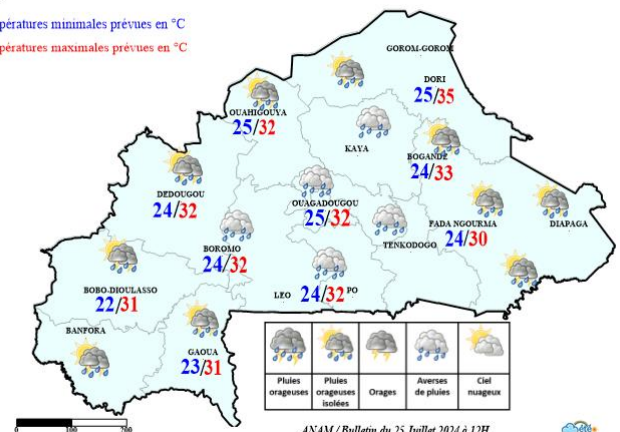 pératures minimales prévues en °C
pératures maximales prévues en °C
GOROM-GOROM
DORI
25/35
OUAHIGOUYA
25/32
KAYA
BOGANDE
24/33
DEDOUGOU
24/32
OUAGADOUGOU
25/32
FADA NGOURMA
24/30
DIAPAGA
TENKODOGO
BOROMO
24/32
BOBO-DIOULASSO
22/31
LEO
24/32
PO
BANFORA
GAOUA
23/31
Pluies orageuses
Pluies orageuses isolées
Orages
Averses de pluies
Ciel nuageux
0 100 200
ANAM / Bulletin du 25 Juillet 2024 à 12H